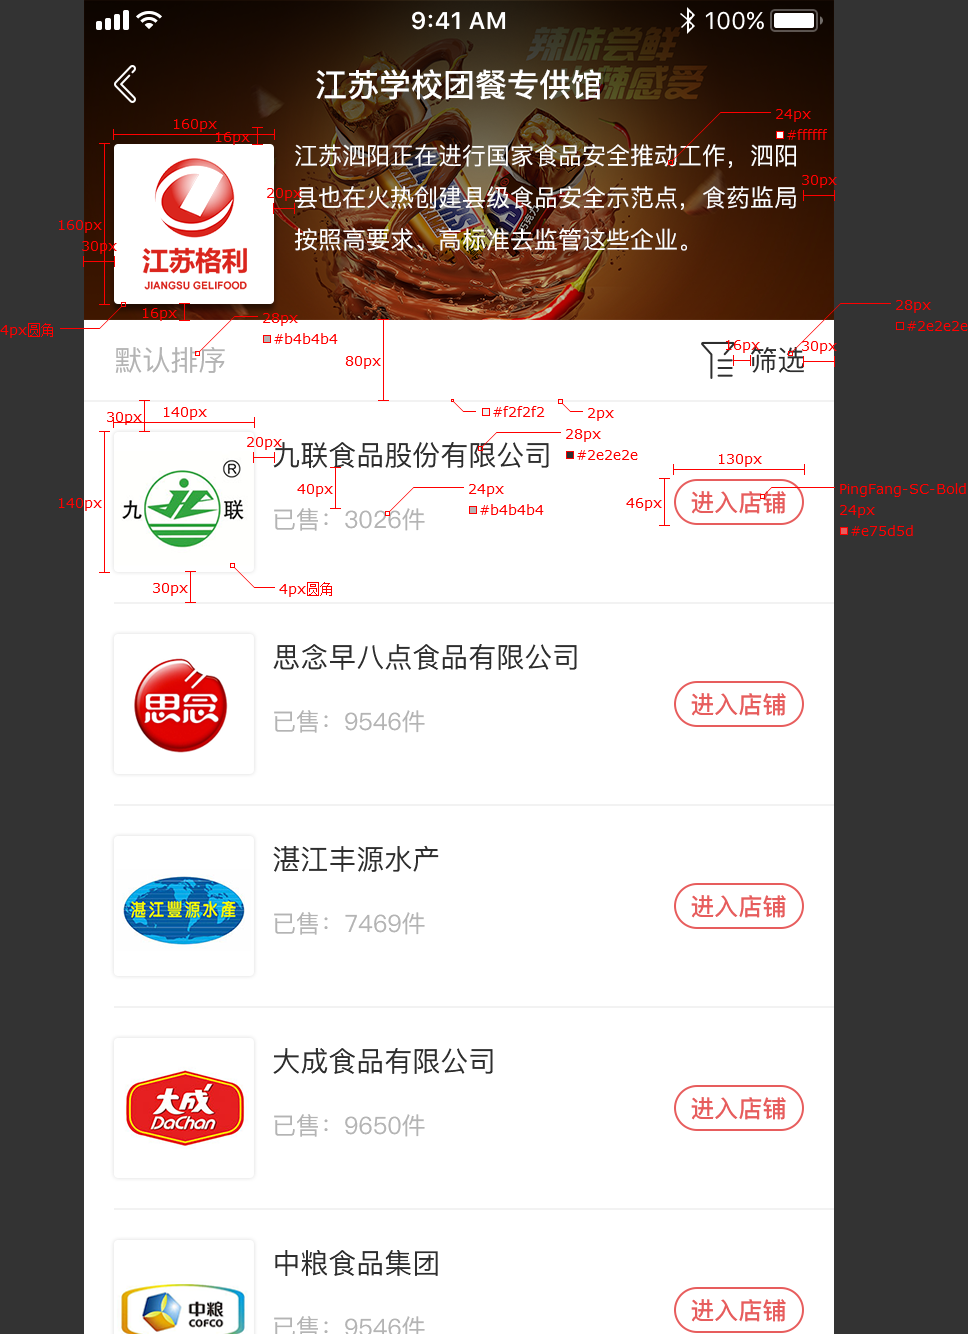 9:41 AM 100%
辣味尝鲜
辣感受
江苏学校团餐专供馆
24px
#ffffff
160px
16px
江苏泗阳正在进行国家食品安全推动工作，泗阳
县也在火热创建县级食品安全示范点，食药监局
按照高要求、高标准去监管这些企业。
20px
30px
160px
30px
江苏格利
JIANGSU GELIFOOD
16px
4px圆角
28px
#b4b4b4
28px
#2e2e2e
默认排序
80px
16px
筛选
30px
#f2f2f2
2px
30px
140px
20px
九联食品股份有限公司
28px
#2e2e2e
140px
九 联 ®
40px
24px
#b4b4b4
已售：3026件
130px
46px
进入店铺
PingFang-SC-Bold
24px
#e75d5d
30px
4px圆角
思念
思念早八点食品有限公司
已售：9546件
进入店铺
湛江豐源水產
湛江丰源水产
已售：7469件
进入店铺
大成
DaChan
大成食品有限公司
已售：9650件
进入店铺
中粮
COFCO
中粮食品集团
已售：9546件
进入店铺